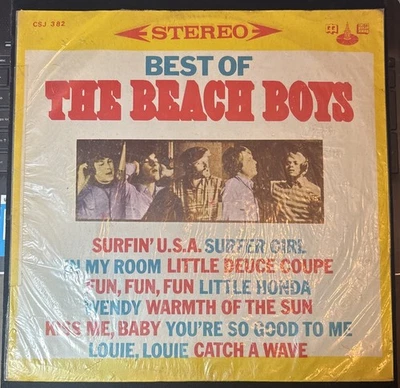 CSJ 382
STEREO
BEST OF
THE BEACH BOYS
SURFIN' U.S.A. SURFER GIRL
IN MY ROOM LITTLE DEUCE COUPE
FUN, FUN, FUN LITTLE HONDA
WENDY WARMTH OF THE SUN
KISS ME, BABY YOU'RE SO GOOD TO ME
LOUIE, LOUIE CATCH A WAVE